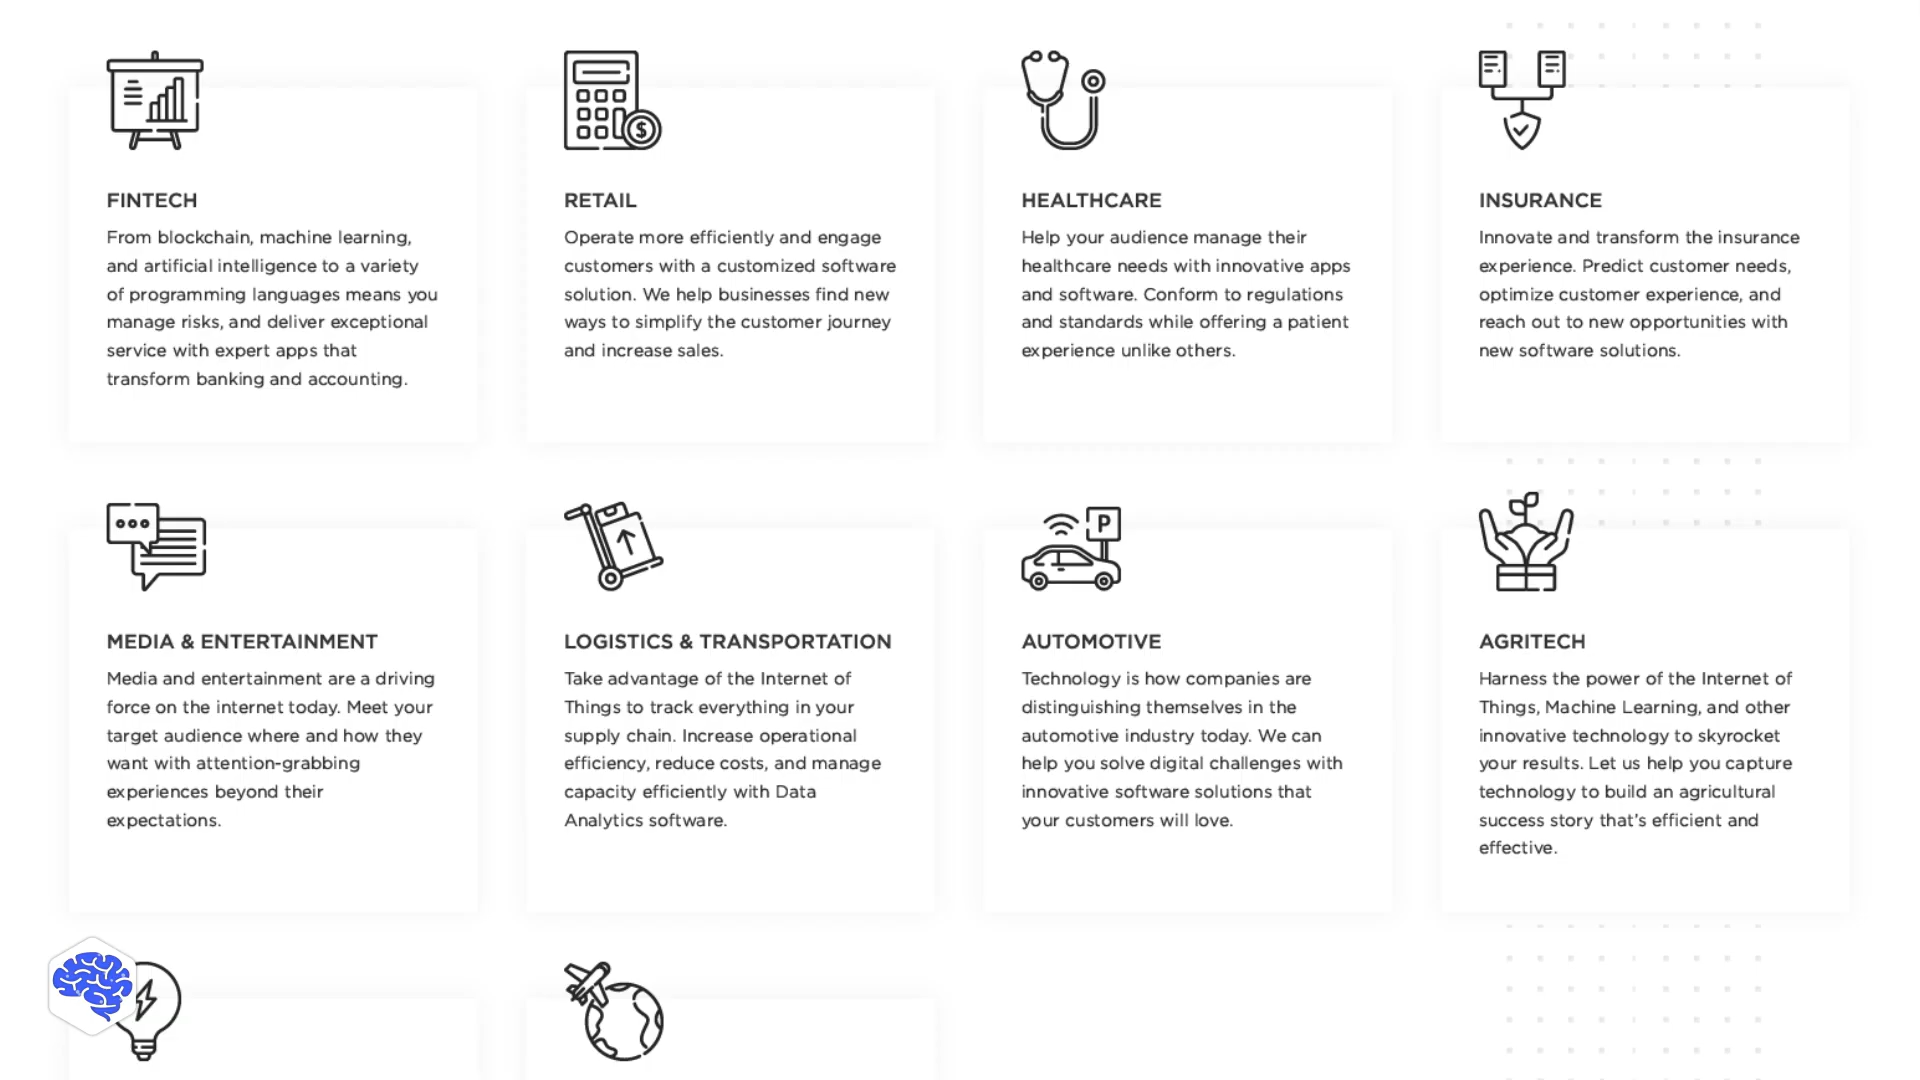 FINTECH
From blockchain, machine learning,
and artificial intelligence to a variety
of programming languages means you
manage risks, and deliver exceptional
service with expert apps that
transform banking and accounting.
$
RETAIL
Operate more efficiently and engage
customers with a customized software
solution. We help businesses find new
ways to simplify the customer journey
and increase sales.
HEALTHCARE
Help your audience manage their
healthcare needs with innovative apps
and software. Conform to regulations
and standards while offering a patient
experience unlike others.
INSURANCE
Innovate and transform the insurance
experience. Predict customer needs,
optimize customer experience, and
reach out to new opportunities with
new software solutions.
MEDIA & ENTERTAINMENT
Media and entertainment are a driving
force on the internet today. Meet your
target audience where and how they
want with attention-grabbing
experiences beyond their
expectations.
LOGISTICS & TRANSPORTATION
Take advantage of the Internet of
Things to track everything in your
supply chain. Increase operational
efficiency, reduce costs, and manage
capacity efficiently with Data
Analytics software.
P
AUTOMOTIVE
Technology is how companies are
distinguishing themselves in the
automotive industry today. We can
help you solve digital challenges with
innovative software solutions that
your customers will love.
AGRITECH
Harness the power of the Internet of
Things, Machine Learning, and other
innovative technology to skyrocket
your results. Let us help you capture
technology to build an agricultural
success story that's efficient and
effective.